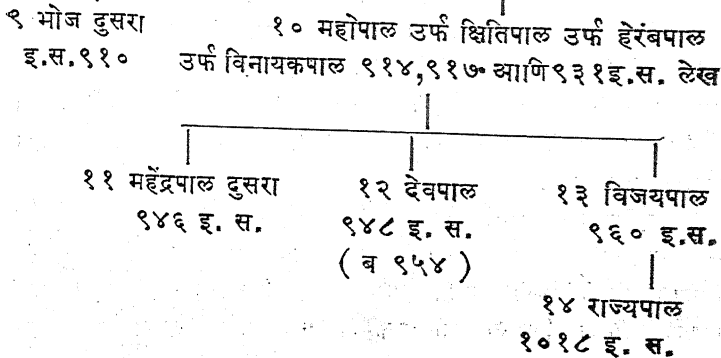 ९ भोज दुसरा
इ.स.९१०
१० महोपाल उर्फ क्षितिपाल उर्फ हेरंबपाल
उर्फ विनायकपाल ९१४,९१७ आणि ९३१ इ.स. लेख
११ महेंद्रपाल दुसरा
९४६ इ. स.
१२ देवपाल
९४८ इ. स.
( ब ९५४ )
१३ विजयपाल
९६० इ.स.
१४ राज्यपाल
१०१८ इ. स.